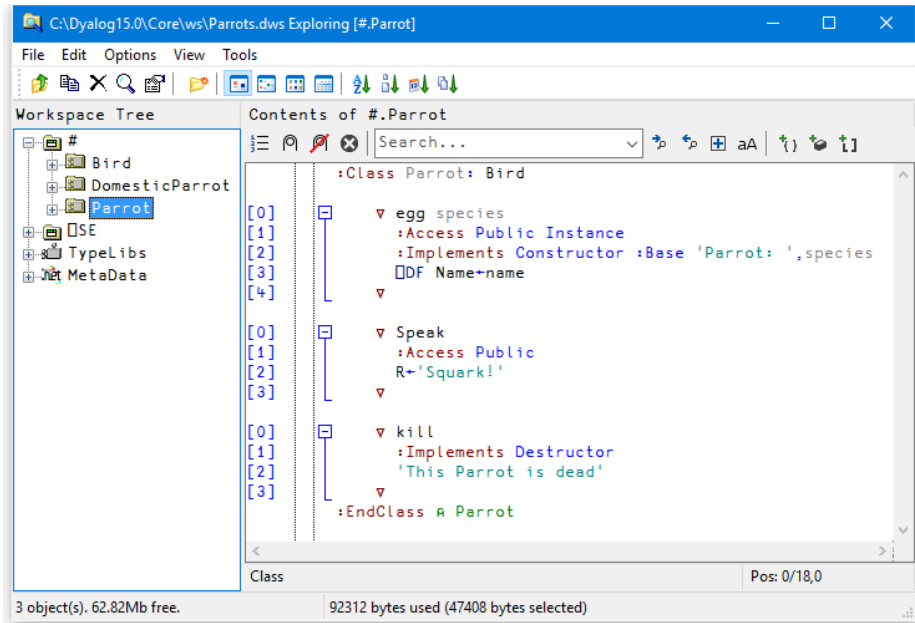 C:\Dyalog15.0\Core\ws\Parrots.dws Exploring [#.Parrot]
File Edit Options View Tools
Workspace Tree
Contents of #.Parrot
#
Bird
DomesticParrot
Parrot
⎕SE
TypeLibs
MetaData
Search...
aA
:Class Parrot: Bird
[0] ∇ egg species
[1] :Access Public Instance
[2] :Implements Constructor :Base 'Parrot: ',species
[3] ⎕DF Name←name
[4] ∇
[0] ∇ Speak
[1] :Access Public
[2] R←'Squark!'
[3] ∇
[0] ∇ kill
[1] :Implements Destructor
[2] 'This Parrot is dead'
[3] ∇
:EndClass ⍝ Parrot
Class Pos: 0/18,0
3 object(s). 62.82Mb free. 92312 bytes used (47408 bytes selected)